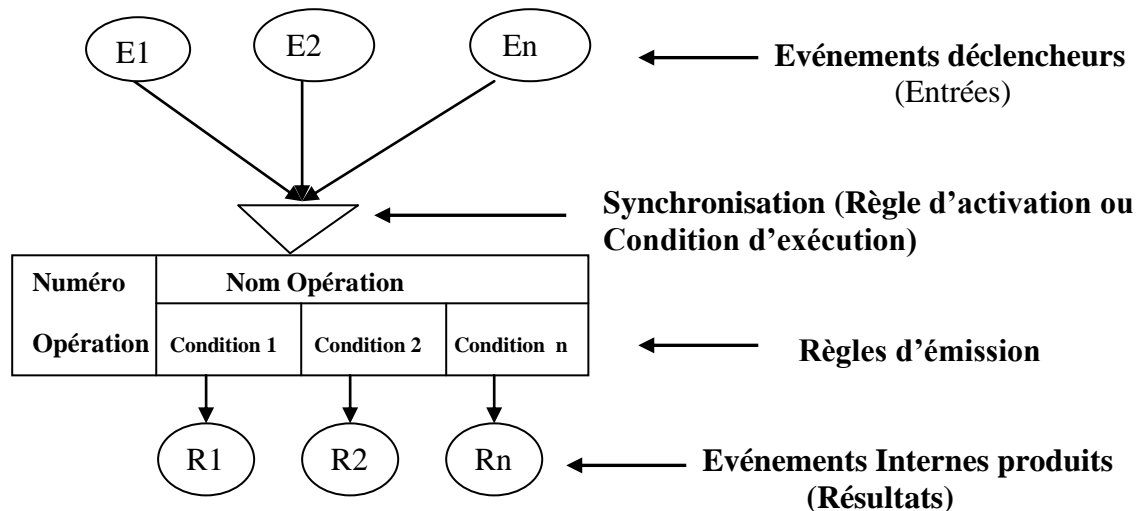 E1
E2
En
Evénements déclencheurs
(Entrées)
Synchronisation (Règle d’activation ou
Condition d’exécution)
Numéro
Opération
Nom Opération
Condition 1
Condition 2
Condition n
Règles d’émission
R1
R2
Rn
Evénements Internes produits
(Résultats)